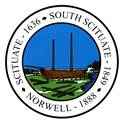 SCITUATE - 1636
SOUTH SCITUATE - 1849
NORWELL - 1888